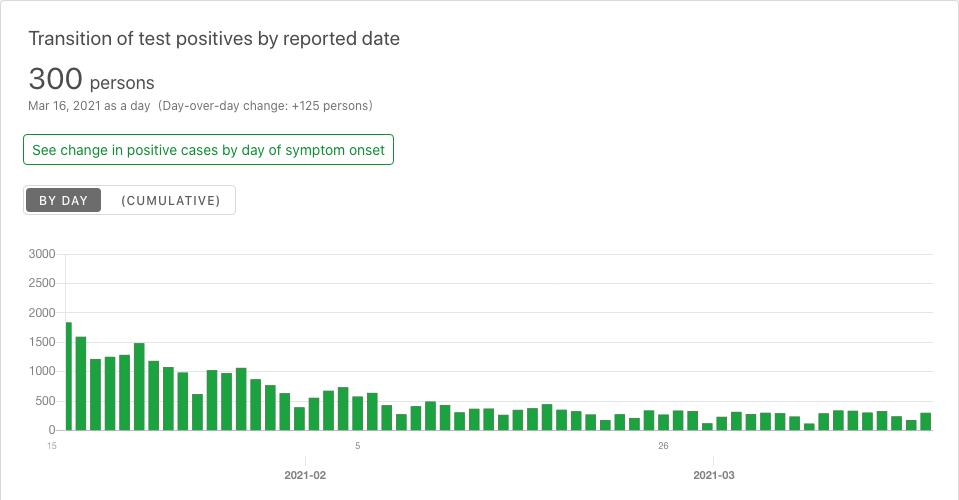 Transition of test positives by reported date
300 persons
Mar 16, 2021 as a day (Day-over-day change: +125 persons)
See change in positive cases by day of symptom onset
BY DAY (CUMULATIVE)
3000
2500
2000
1500
1000
500
0
15 5 26
2021-02 2021-03